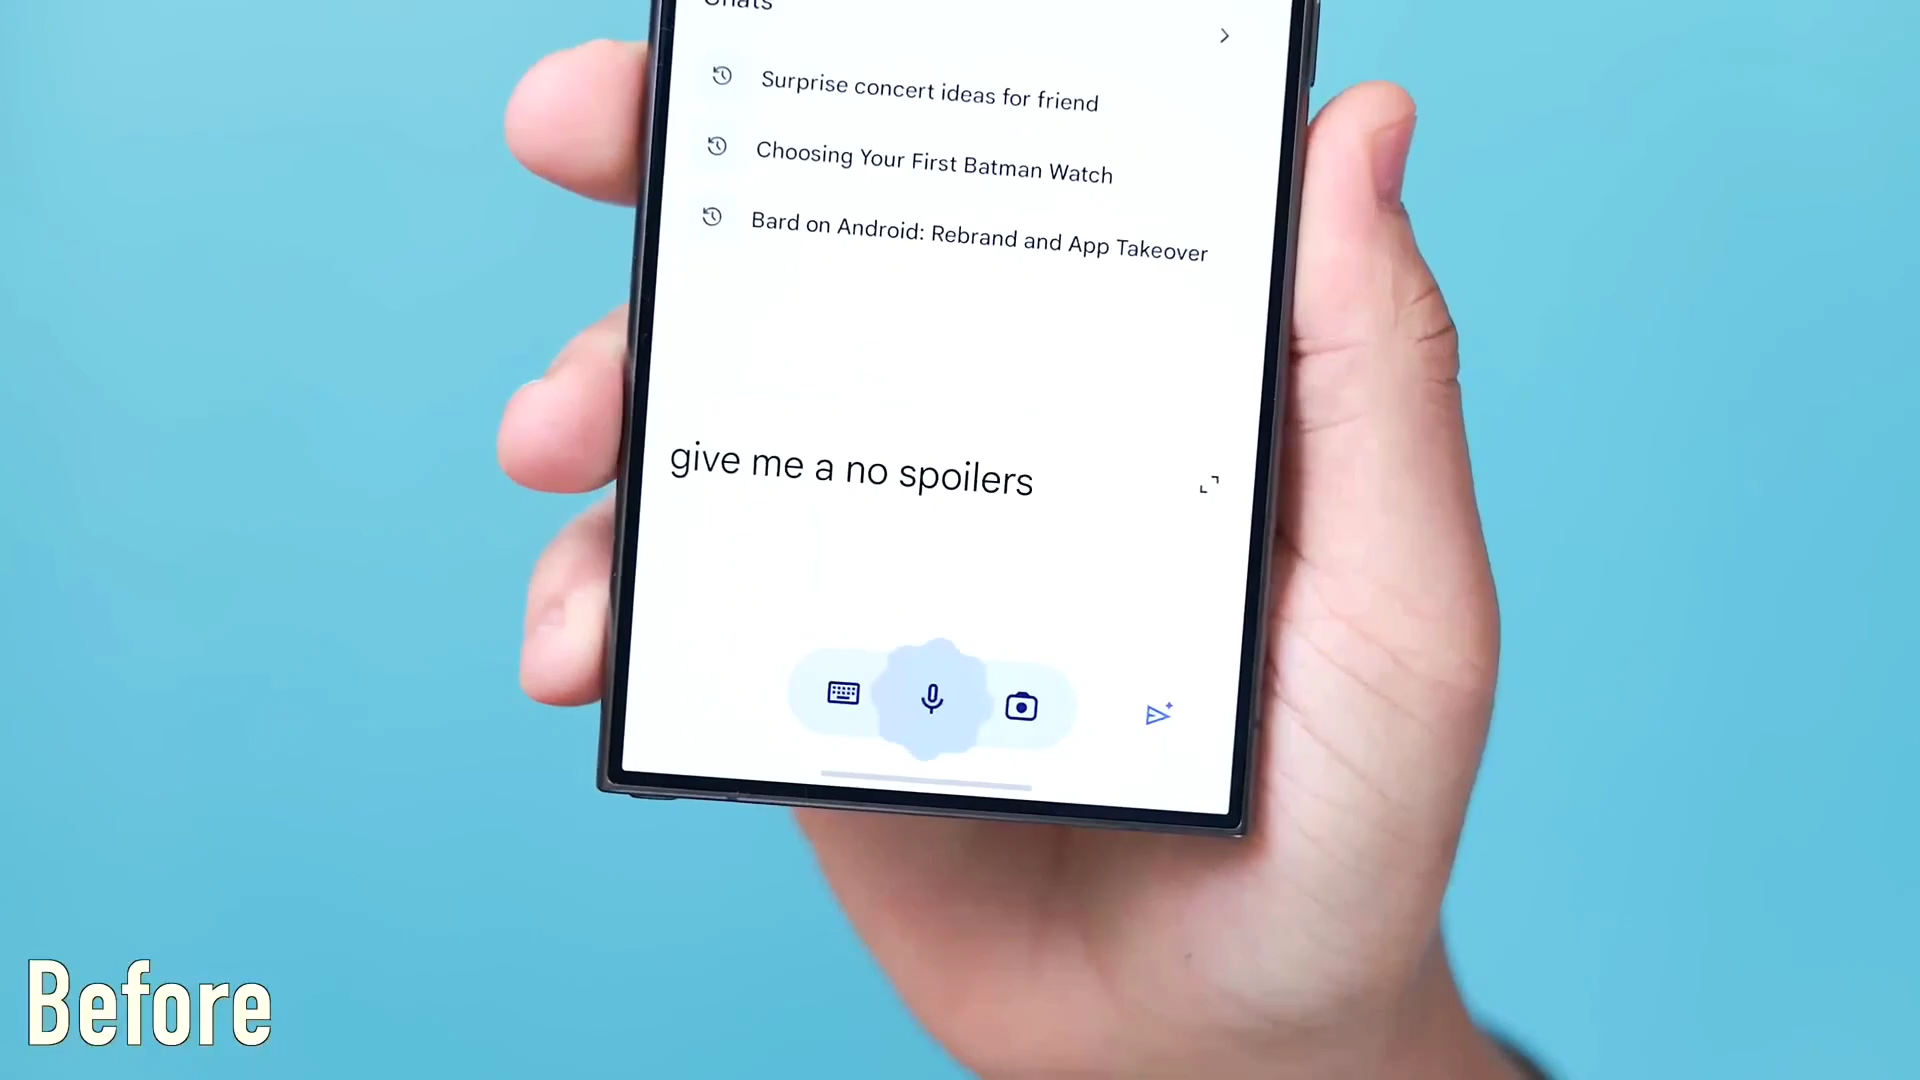 Chats
Surprise concert ideas for friend
Choosing Your First Batman Watch
Bard on Android: Rebrand and App Takeover
give me a no spoilers
Before